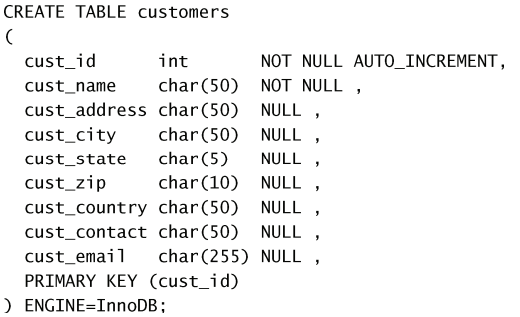 CREATE TABLE customers
(
  cust_id      int       NOT NULL AUTO_INCREMENT,
  cust_name    char(50)  NOT NULL ,
  cust_address char(50)  NULL ,
  cust_city    char(50)  NULL ,
  cust_state   char(5)   NULL ,
  cust_zip     char(10)  NULL ,
  cust_country char(50)  NULL ,
  cust_contact char(50)  NULL ,
  cust_email   char(255) NULL ,
  PRIMARY KEY (cust_id)
) ENGINE=InnoDB;